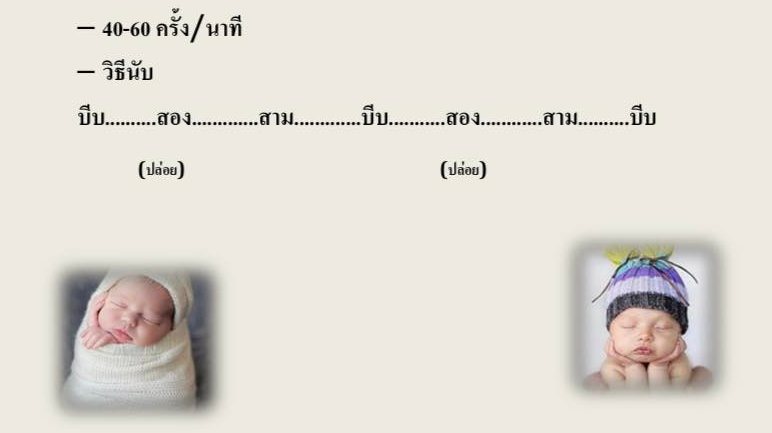 – 40-60 ครั้ง/นาที
– วิธีนับ
บีบ..........สอง.............สาม.............บีบ...........สอง............สาม..........บีบ
(ปล่อย) (ปล่อย)